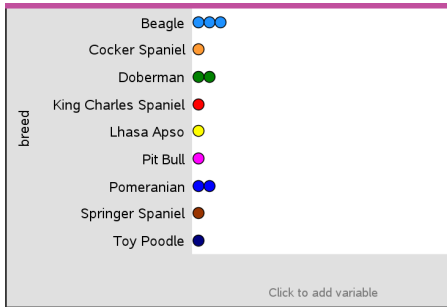 Beagle
Cocker Spaniel
Doberman
King Charles Spaniel
Lhasa Apso
Pit Bull
Pomeranian
Springer Spaniel
Toy Poodle
breed
Click to add variable